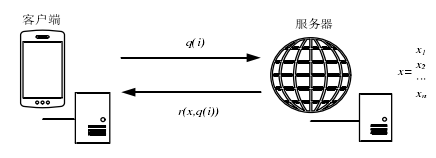 客户端
服务器
q(i)
r(x,q(i))
x=
x1
x2
...
xn